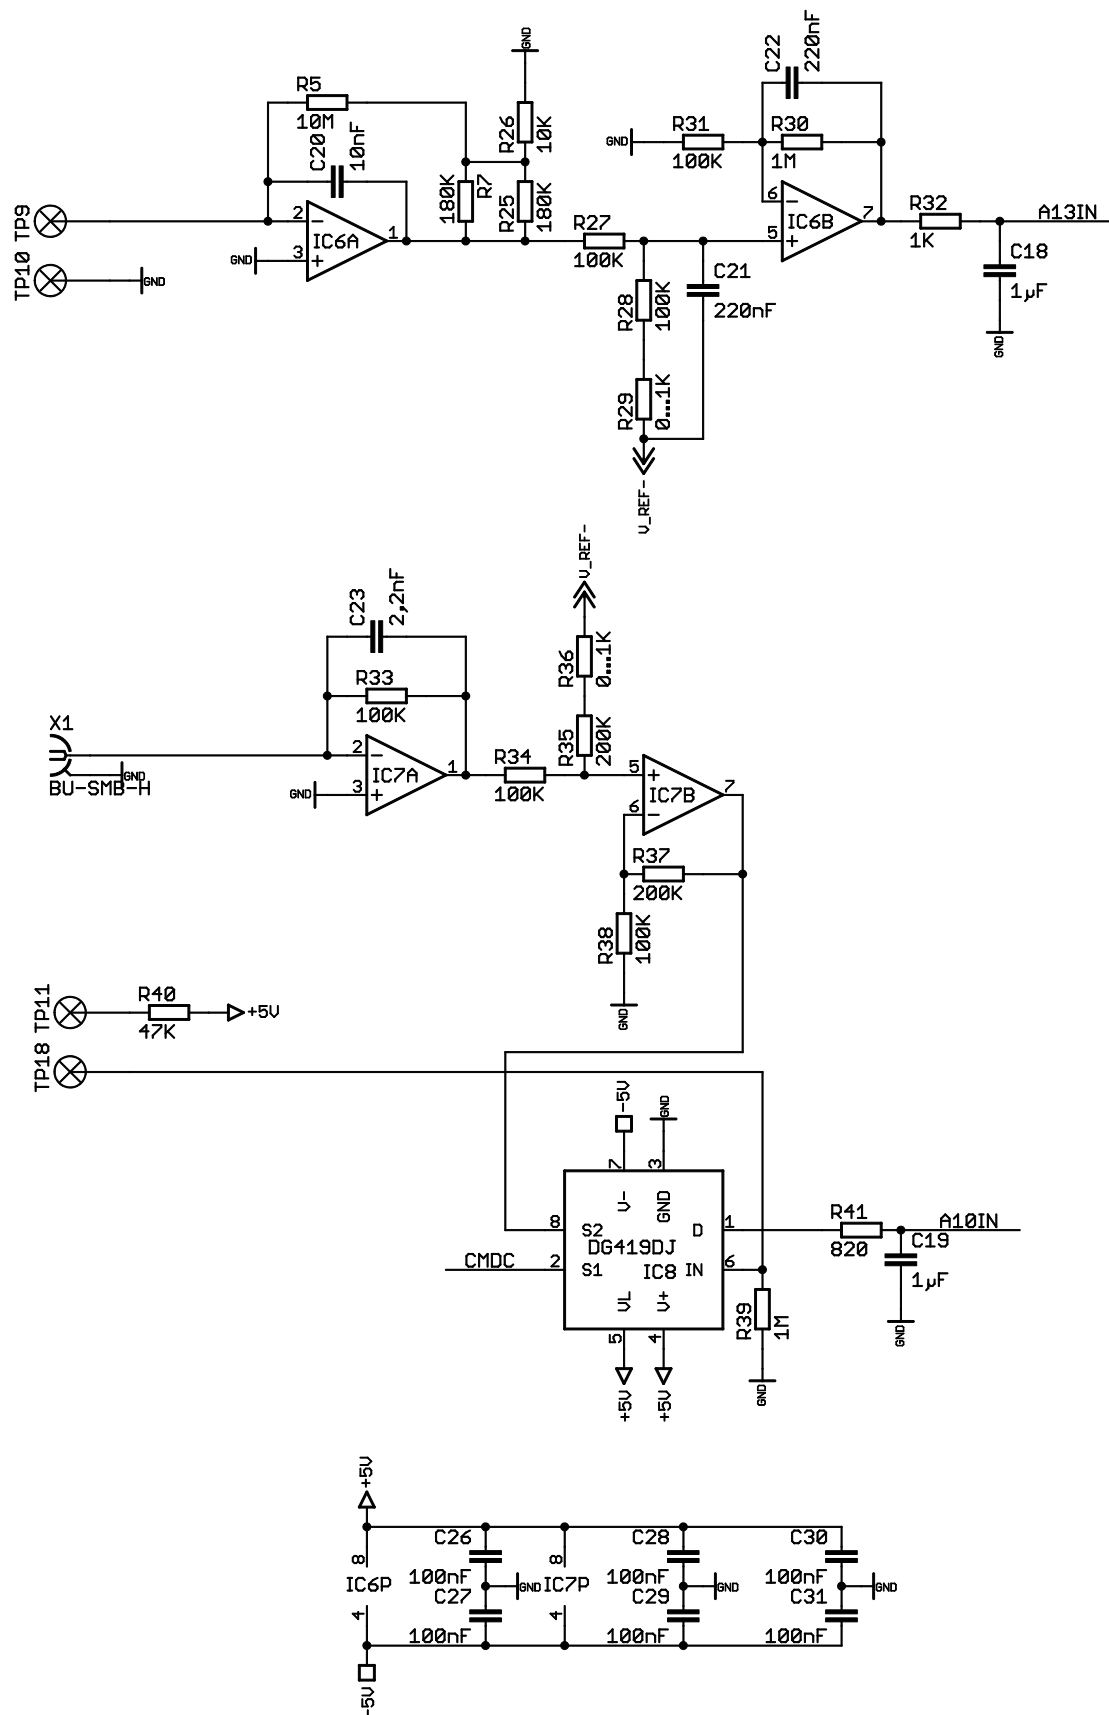 GND
C22
220nF
R5
10M
C20
10nF
R26
10K
R31
100K
GND
R30
1M
180K
R7
R25
180K
TP9
2
3
1
IC6A
GND
TP10
GND
R27
100K
6
5
7
IC6B
R32
1K
A13IN
C18
1µF
GND
R28
100K
C21
220nF
R29
0...1K
V_REF-
V_REF-
C23
2,2nF
R33
100K
R36
0...1K
R35
200K
X1
GND
BU-SMB-H
2
3
1
IC7A
GND
R34
100K
5
6
7
IC7B
R37
200K
R38
100K
GND
TP11
R40
47K
+5V
TP18
-5V
GND
7
3
V-
GND
8
S2
D
1
DG419DJ
CMDC
2
S1
IC8
IN
6
VL
V+
5
4
+5V
+5V
R39
1M
GND
R41
820
A10IN
C19
1µF
GND
+5V
8
IC6P
4
-5V
C26
100nF
C27
100nF
GND
8
IC7P
4
C28
100nF
C29
100nF
GND
C30
100nF
C31
100nF
GND